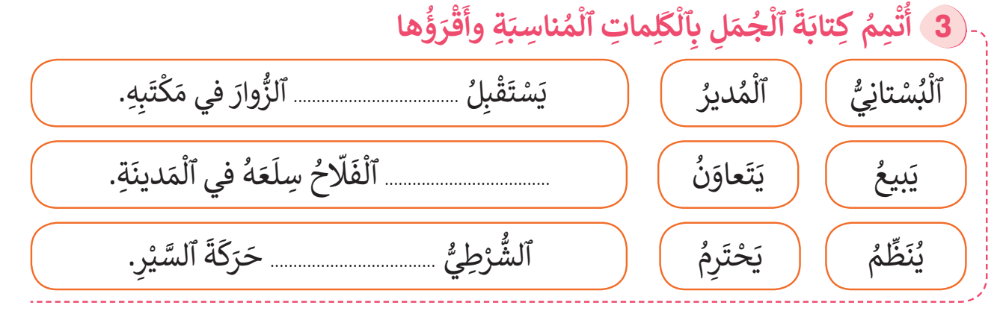 3 أُتْمِمُ كِتابَةَ ٱلْجُمَلِ بِٱلْكَلِماتِ ٱلْمُناسِبَةِ وأَقْرَؤُها
ٱلْبُسْتانِيُّ ٱلْمُديرُ يَسْتَقْبِلُ .................................... ٱلزُّوارَ في مَكْتَبِهِ.
يَبيعُ يَتَعاوَنُ .................................... ٱلْفَلّاحُ سِلَعَهُ في ٱلْمَدينَةِ.
يُنَظِّمُ يَحْتَرِمُ ٱلشُّرْطِيُّ .................................... حَرَكَةَ ٱلسَّيْرِ.